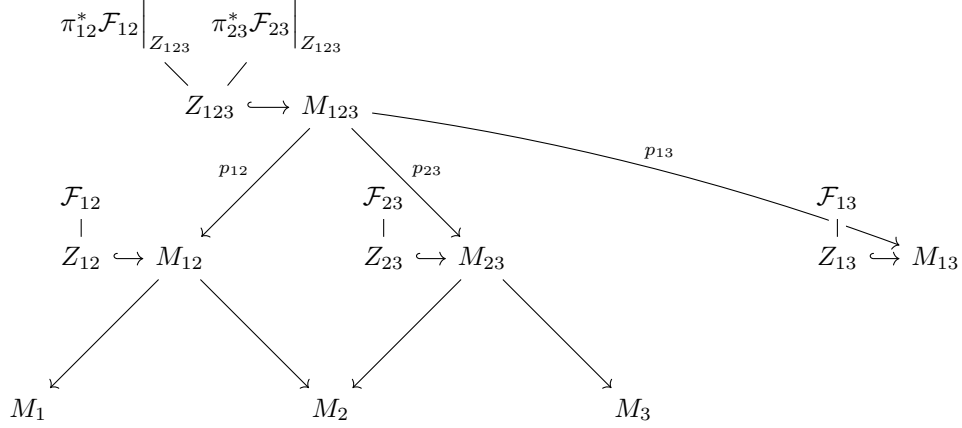 π*₁₂ℱ₁₂|_{Z₁₂₃} π*₂₃ℱ₂₃|_{Z₁₂₃}
Z₁₂₃ M₁₂₃
p₁₃
p₁₂ p₂₃
ℱ₁₂ ℱ₂₃ ℱ₁₃
Z₁₂ M₁₂ Z₂₃ M₂₃ Z₁₃ M₁₃
M₁ M₂ M₃